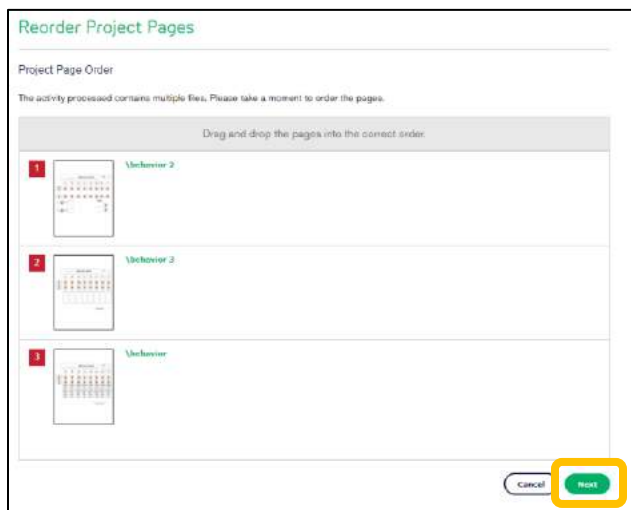 Reorder Project Pages
Project Page Order
The activity processed contains multiple files. Please take a moment to order the pages.
Drag and drop the pages into the correct order.
1
\behavior 2
2
\behavior 3
3
\behavior
Cancel
Next